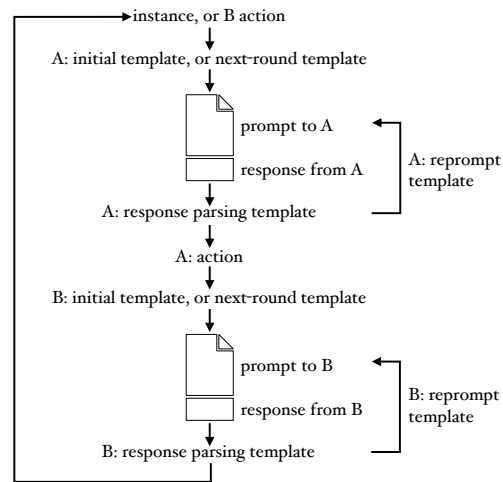 instance, or B action
A: initial template, or next-round template
prompt to A
response from A
A: reprompt
template
A: response parsing template
A: action
B: initial template, or next-round template
prompt to B
response from B
B: reprompt
template
B: response parsing template